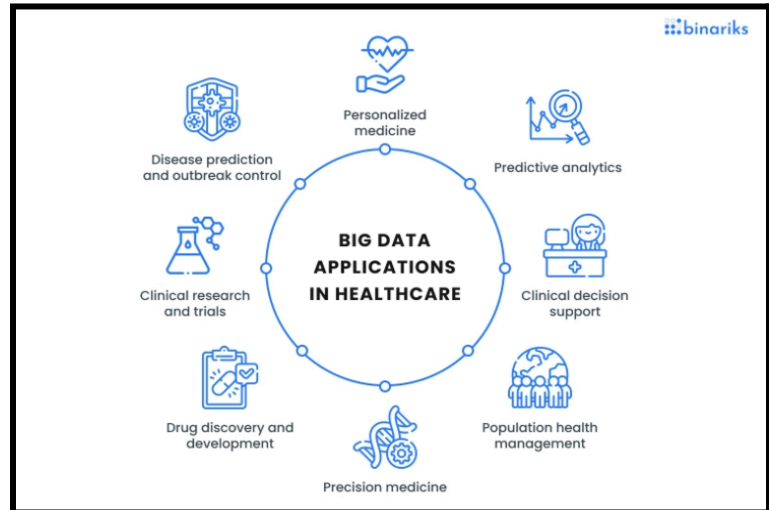 binariks
Personalized
medicine
Predictive analytics
Clinical decision
support
Population health
management
Precision medicine
Drug discovery and
development
Clinical research
and trials
Disease prediction
and outbreak control
BIG DATA
APPLICATIONS
IN HEALTHCARE